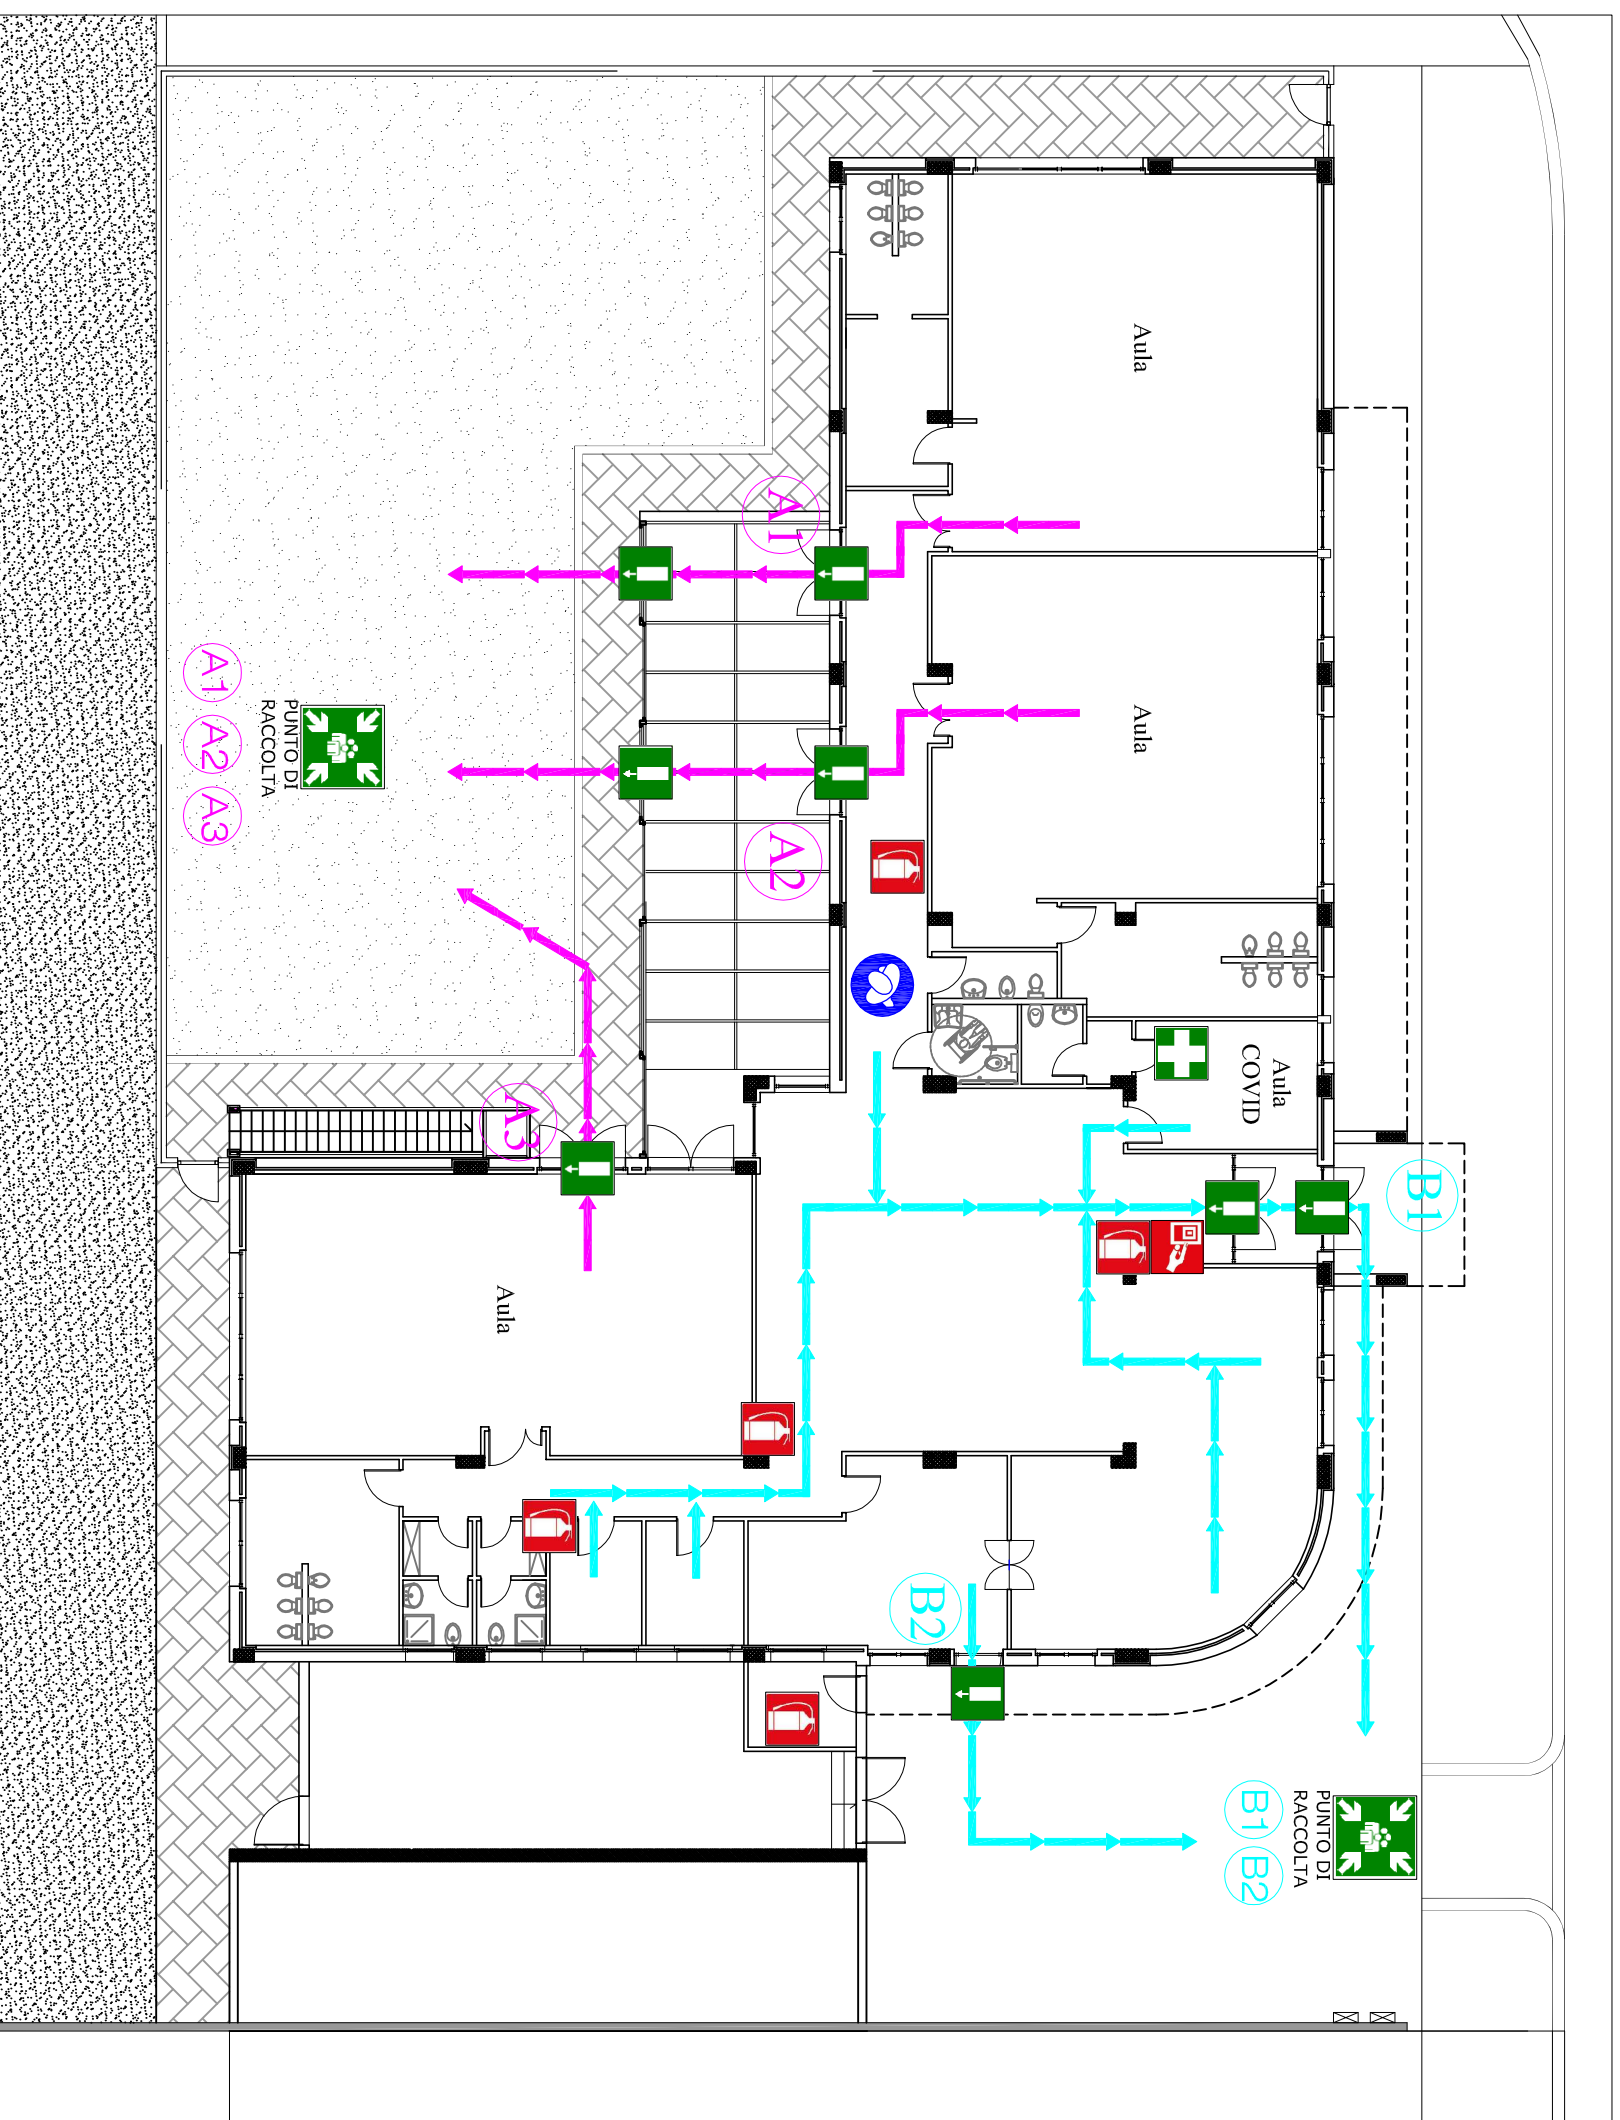 Aula
Aula
A1
A2
A1
A2
A3
PUNTO DI
RACCOLTA
Aula
COVID
A3
B1
Aula
B2
PUNTO DI
RACCOLTA
B1
B2